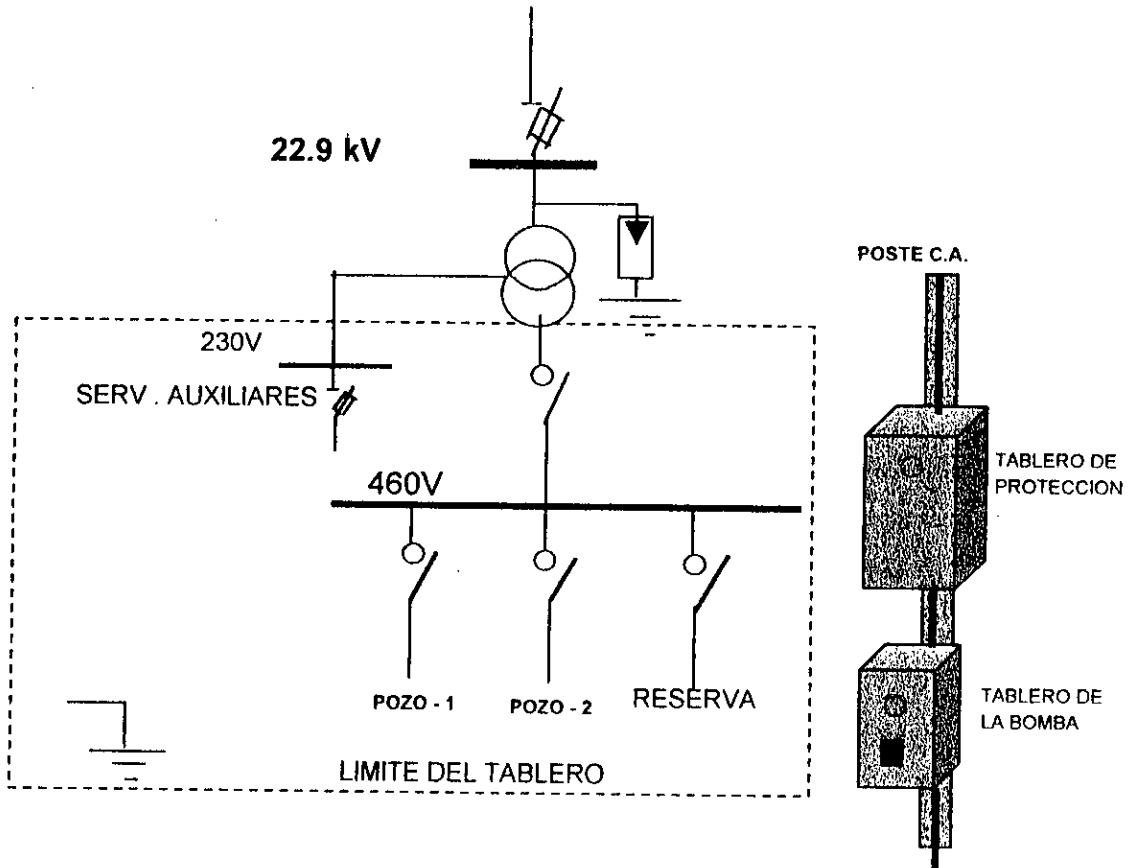 22.9 kV
POSTE C.A.
230V
SERV . AUXILIARES
TABLERO DE
PROTECCION
460V
POZO - 1
POZO - 2
RESERVA
TABLERO DE
LA BOMBA
LIMITE DEL TABLERO